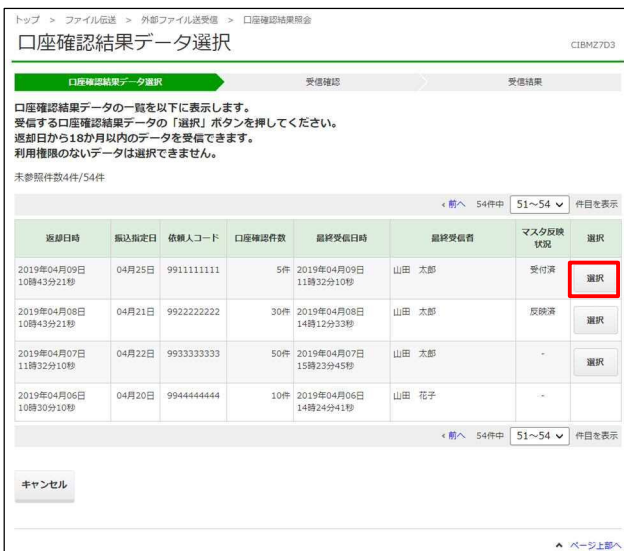 トップ > ファイル伝送 > 外部ファイル送受信 > 口座確認結果照会
口座確認結果データ選択
CIBMZ7D3
口座確認結果データ選択 受信確認 受信結果
口座確認結果データの一覧を以下に表示します。
受信する口座確認結果データの「選択」ボタンを押してください。
返却日から18か月以内のデータを受信できます。
利用権限のないデータは選択できません。
未参照件数4件/54件
‹前へ 54件中 51～54 件目を表示
返却日時 振込指定日 依頼人コード 口座確認件数 最終受信日時 最終受信者 マスタ反映 選択
状況
2019年04月09日 04月25日 9911111111 5件 2019年04月09日 山田 太郎 受付済 選択
10時43分21秒 11時32分10秒
2019年04月08日 04月21日 9922222222 30件 2019年04月08日 山田 太郎 反映済 選択
10時43分21秒 14時12分33秒
2019年04月07日 04月22日 9933333333 50件 2019年04月07日 山田 太郎 - 選択
11時32分10秒 15時23分45秒
2019年04月06日 04月20日 9944444444 10件 2019年04月06日 山田 花子 -
10時30分10秒 14時24分41秒
‹前へ 54件中 51～54 件目を表示
キャンセル
ページ上部へ